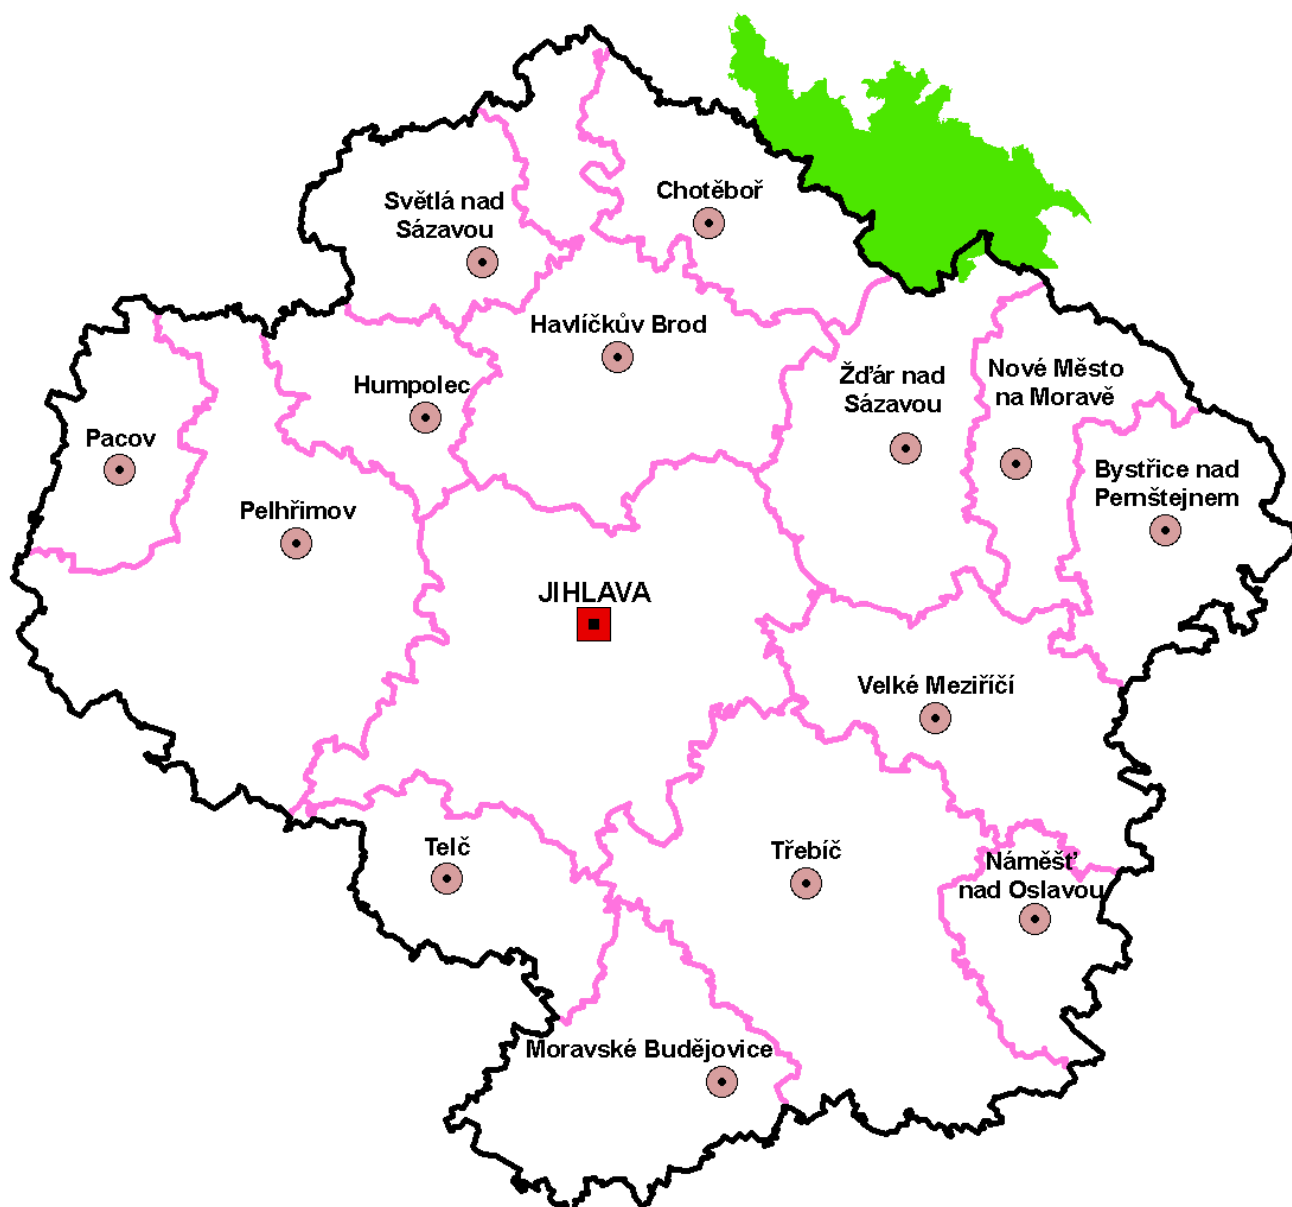 Chotěboř
Světlá nad
Sázavou
Havlíčkův Brod
Humpolec
Žďár nad
Sázavou
Nové Město
na Moravě
Pacov
Bystřice nad
Pernštejnem
Pelhřimov
JIHLAVA
Velké Meziříčí
Telč
Třebíč
Náměšť
nad Oslavou
Moravské Budějovice